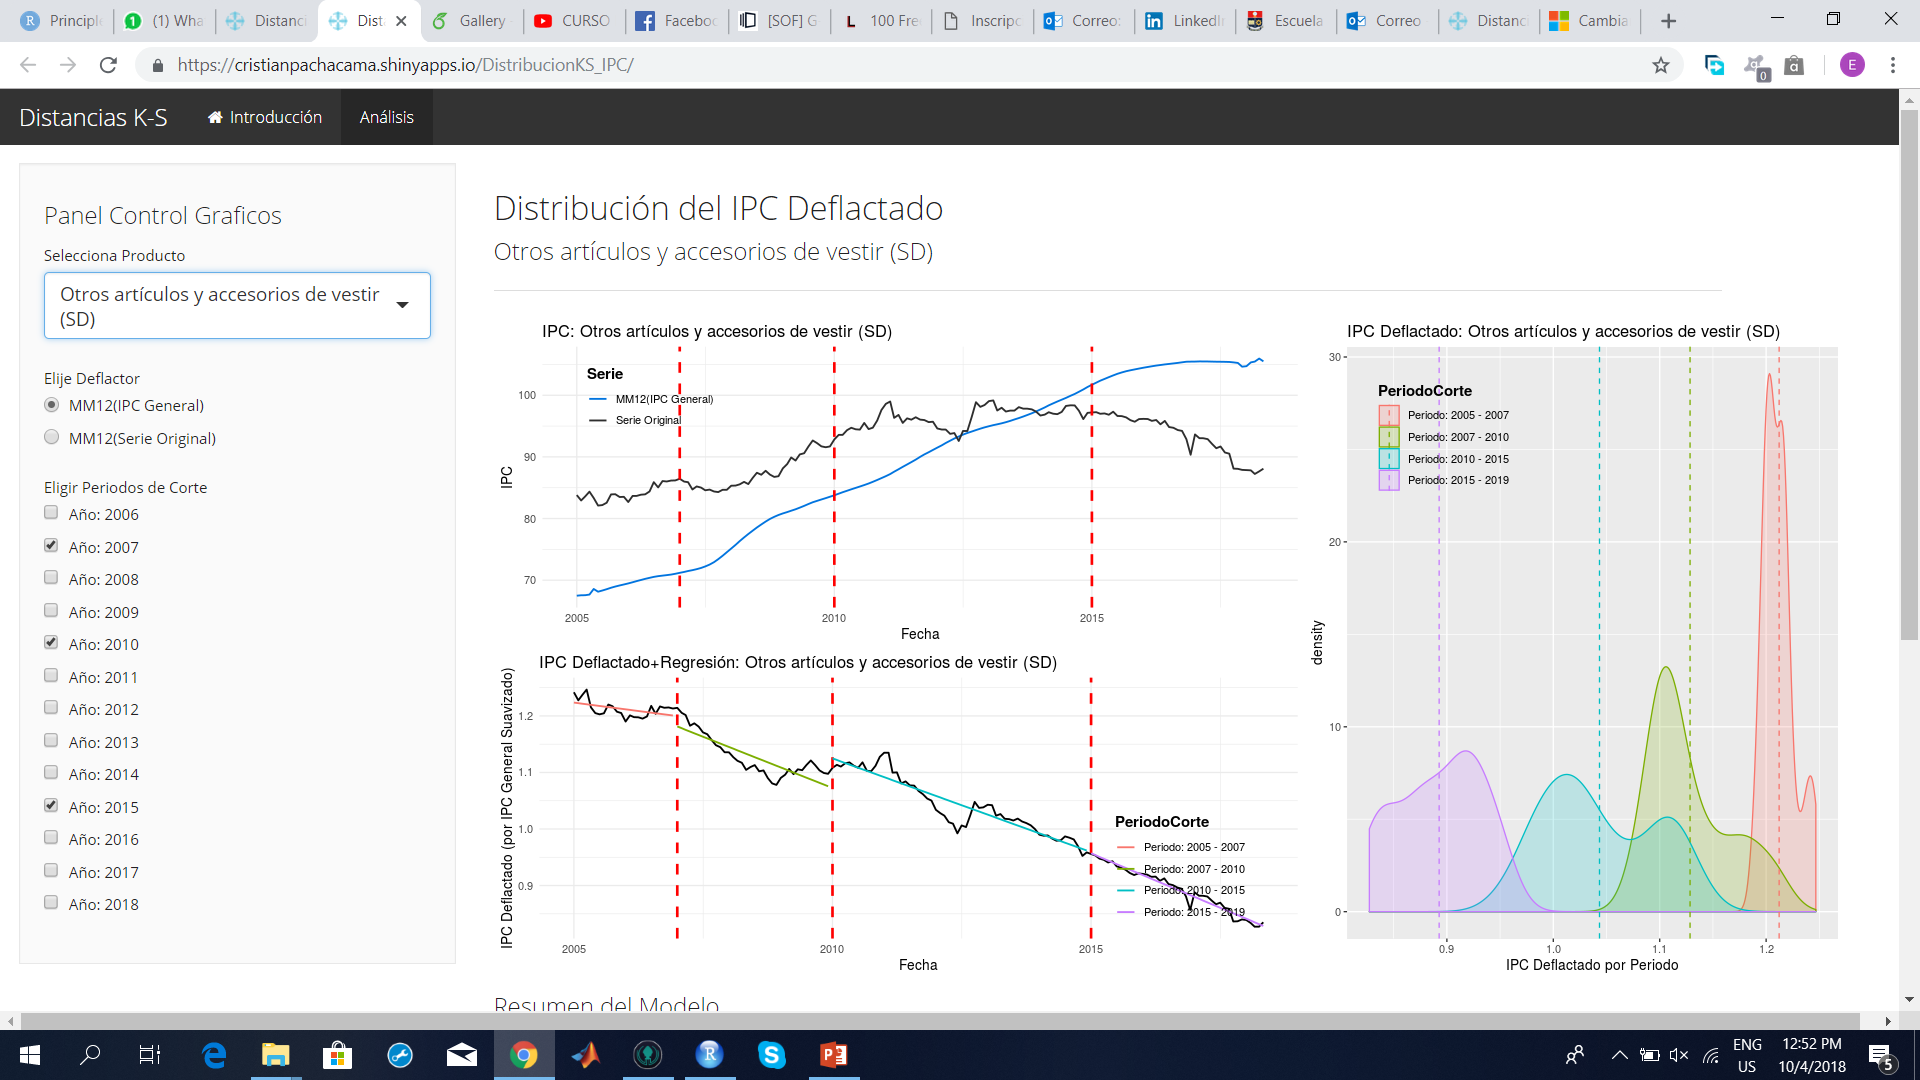 Principl
(1) Wha
Distanci
Dist
Gallery
CURSO
Faceboo
[SOF] G
100 Fre
Inscripc
Correo:
LinkedIn
Escuela
Correo
Distanc
Cambia
https://cristianpachacama.shinyapps.io/DistribucionKS_IPC/
0
E
Distancias K-S
Introducción
Análisis
Panel Control Graficos
Selecciona Producto
Otros artículos y accesorios de vestir
(SD)
Elije Deflactor
MM12(IPC General)
MM12(Serie Original)
Eligir Periodos de Corte
Año: 2006
Año: 2007
Año: 2008
Año: 2009
Año: 2010
Año: 2011
Año: 2012
Año: 2013
Año: 2014
Año: 2015
Año: 2016
Año: 2017
Año: 2018
Distribución del IPC Deflactado
Otros artículos y accesorios de vestir (SD)
IPC: Otros artículos y accesorios de vestir (SD)
Serie
MM12(IPC General)
Serie Original
IPC
100
90
80
70
2005
2010
2015
Fecha
IPC Deflactado+Regresión: Otros artículos y accesorios de vestir (SD)
IPC Deflactado (por IPC General Suavizado)
1.2
1.1
1.0
0.9
PeriodoCorte
Periodo: 2005 - 2007
Periodo: 2007 - 2010
Periodo: 2010 - 2015
Periodo: 2015 - 2019
2005
2010
2015
Fecha
IPC Deflactado: Otros artículos y accesorios de vestir (SD)
PeriodoCorte
Periodo: 2005 - 2007
Periodo: 2007 - 2010
Periodo: 2010 - 2015
Periodo: 2015 - 2019
density
30
20
10
0
0.9
1.0
1.1
1.2
IPC Deflactado por Periodo
Resumen del Modelo
ENG
US
12:52 PM
10/4/2018
5